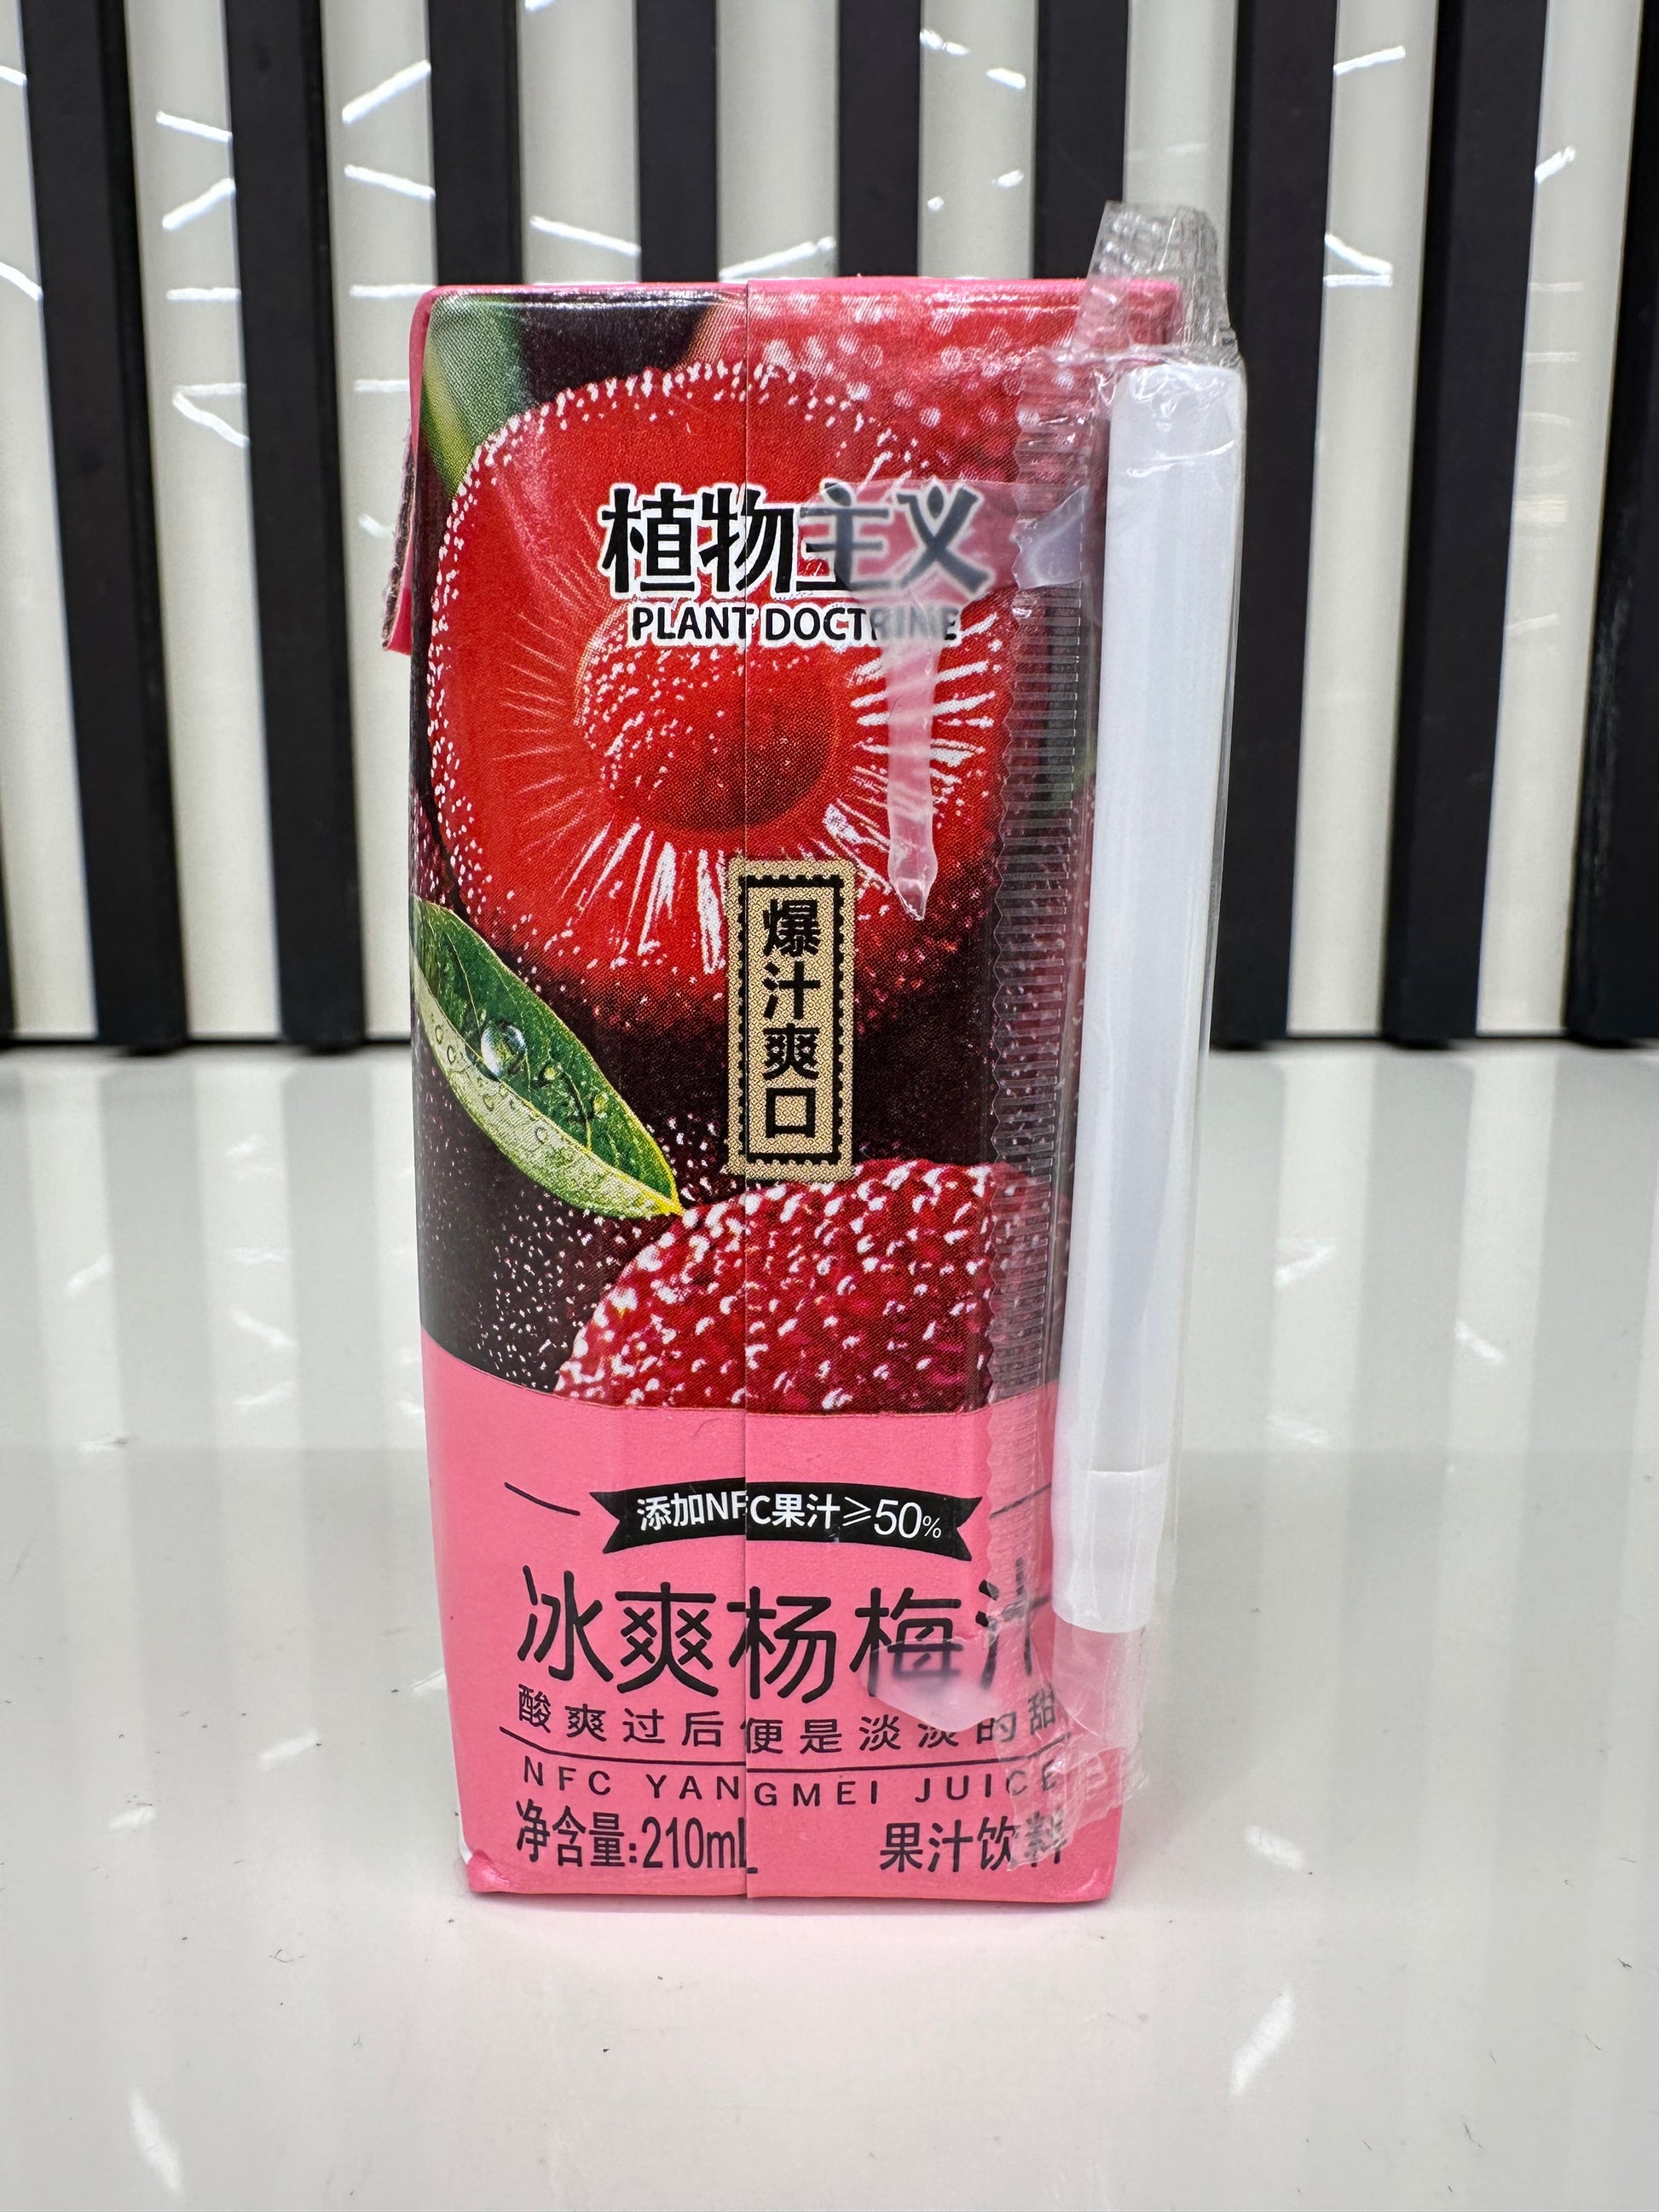 植物主义
PLANT DOCTRINE
爆汁爽口
添加NFC果汁≥50%
冰爽杨梅汁
酸爽过后便是淡淡的甜
NFC YANGMEI JUICE
净含量:210mL
果汁饮料